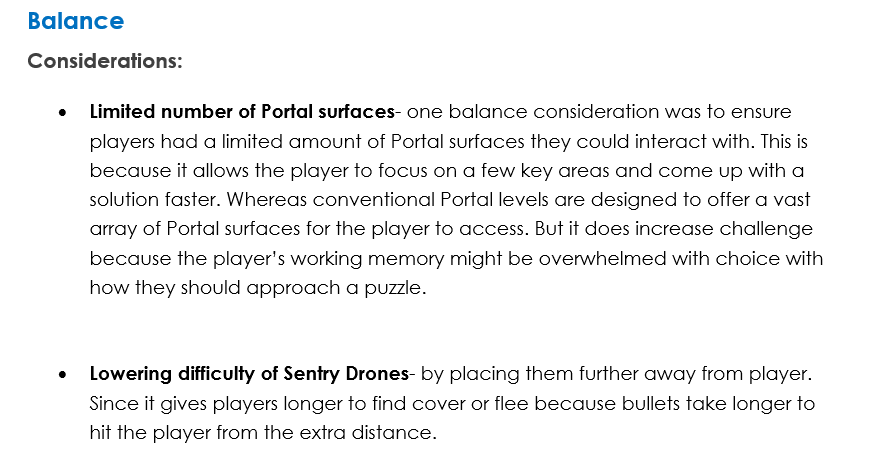 Balance
Considerations:
• Limited number of Portal surfaces- one balance consideration was to ensure
players had a limited amount of Portal surfaces they could interact with. This is
because it allows the player to focus on a few key areas and come up with a
solution faster. Whereas conventional Portal levels are designed to offer a vast
array of Portal surfaces for the player to access. But it does increase challenge
because the player’s working memory might be overwhelmed with choice with
how they should approach a puzzle.
• Lowering difficulty of Sentry Drones- by placing them further away from player.
Since it gives players longer to find cover or flee because bullets take longer to
hit the player from the extra distance.